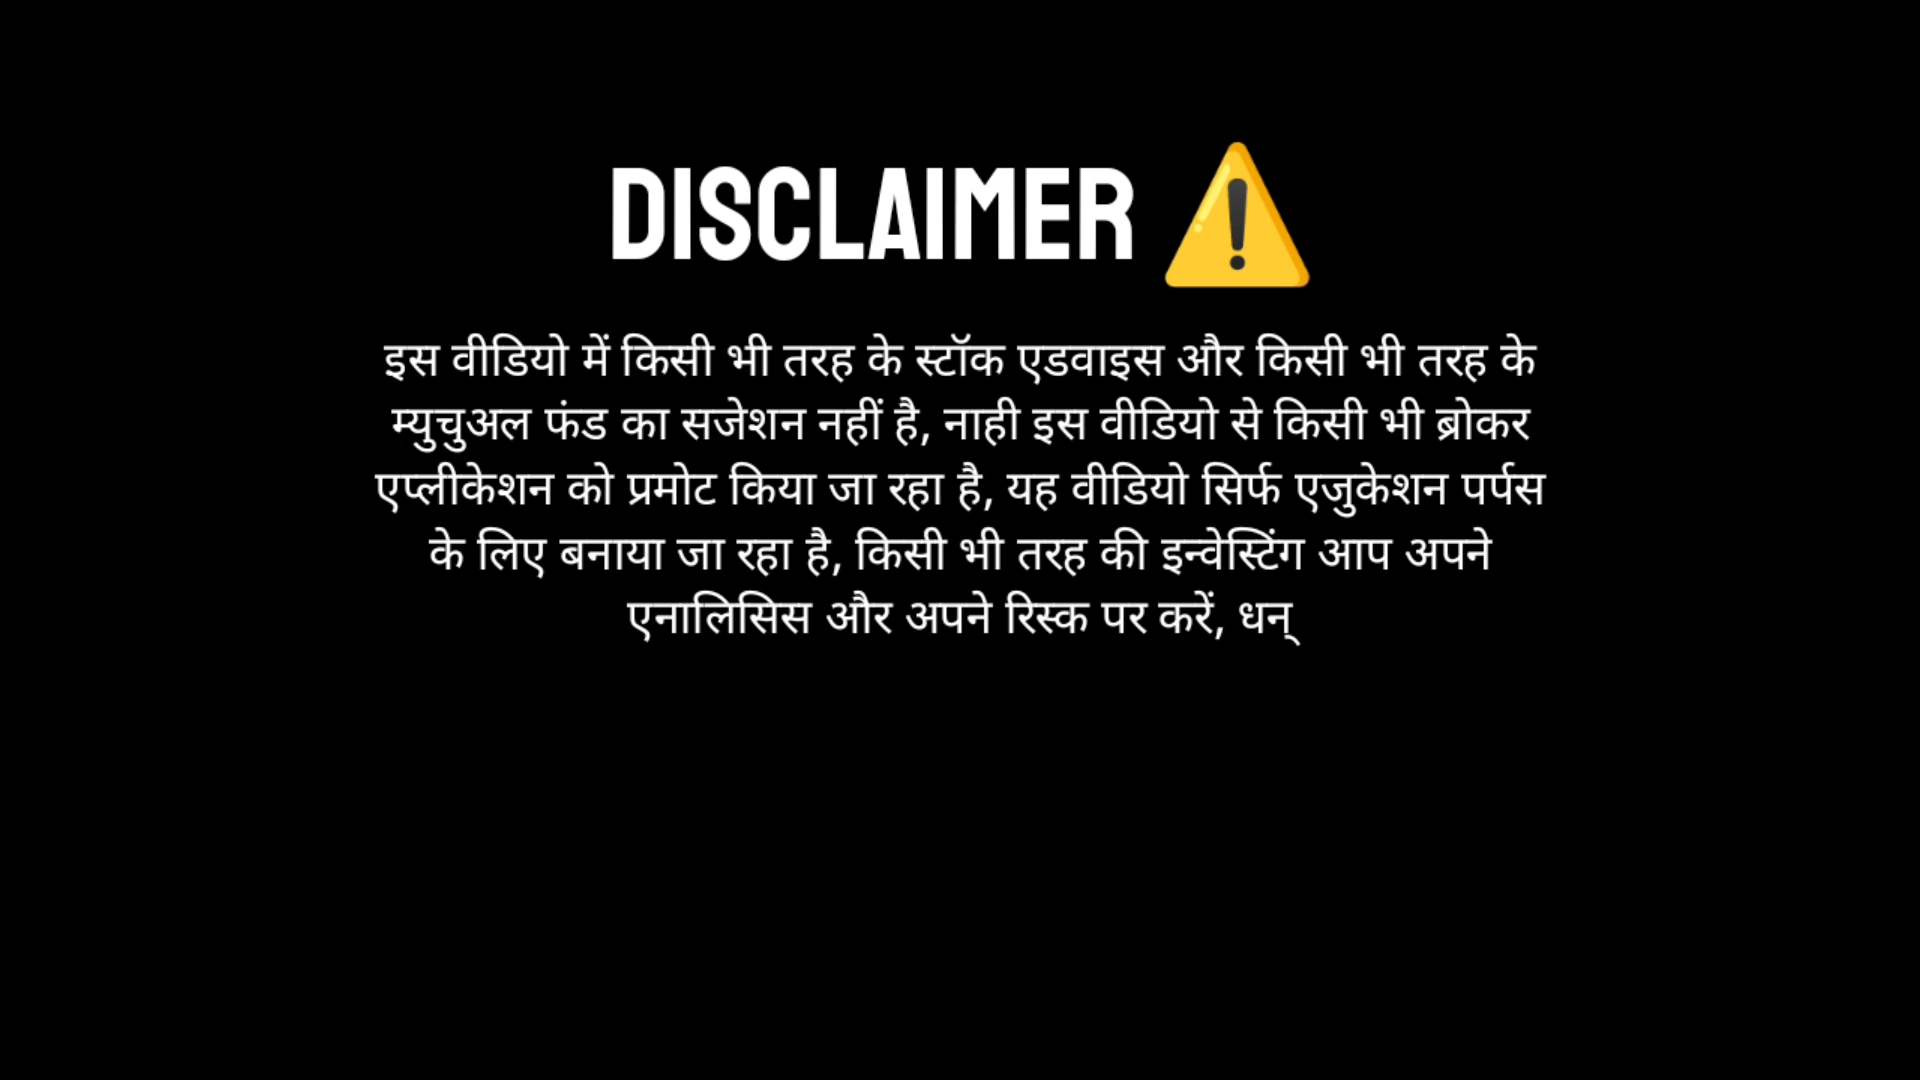 DISCLAIMER ⚠️
इस वीडियो में किसी भी तरह के स्टॉक एडवाइस और किसी भी तरह के
म्युचुअल फंड का सजेशन नहीं है, नाही इस वीडियो से किसी भी ब्रोकर
एप्लीकेशन को प्रमोट किया जा रहा है, यह वीडियो सिर्फ एजुकेशन पर्पस
के लिए बनाया जा रहा है, किसी भी तरह की इन्वेस्टिंग आप अपने
एनालिसिस और अपने रिस्क पर करें, धन्